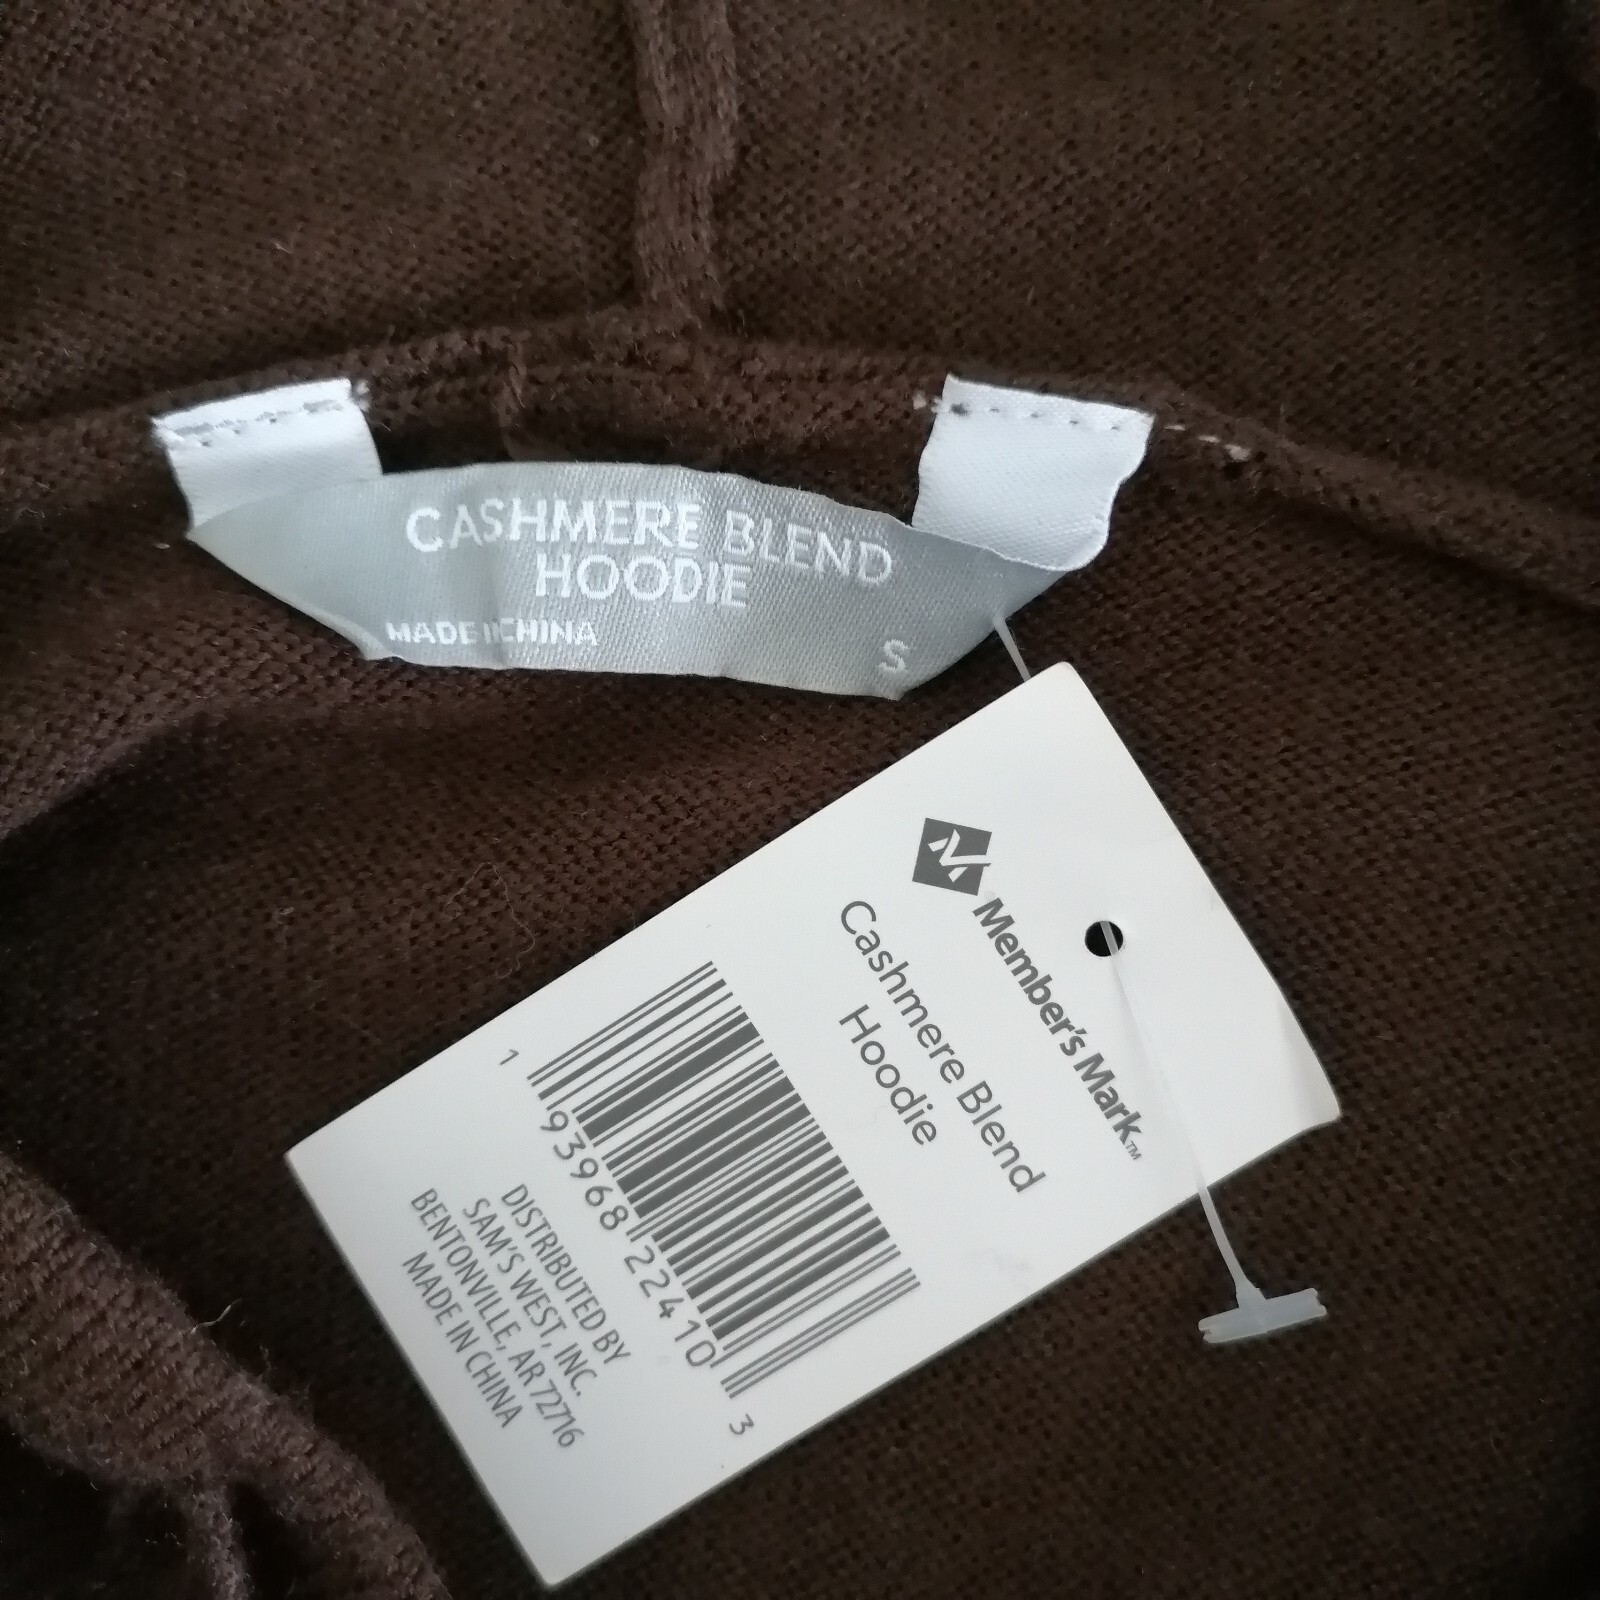 CASHMERE BLEND
HOODIE
MADE IN CHINA
S
Member's Mark™
Cashmere Blend
Hoodie
1 93968 22410 3
DISTRIBUTED BY
SAM'S WEST, INC.
BENTONVILLE, AR 72716
MADE IN CHINA